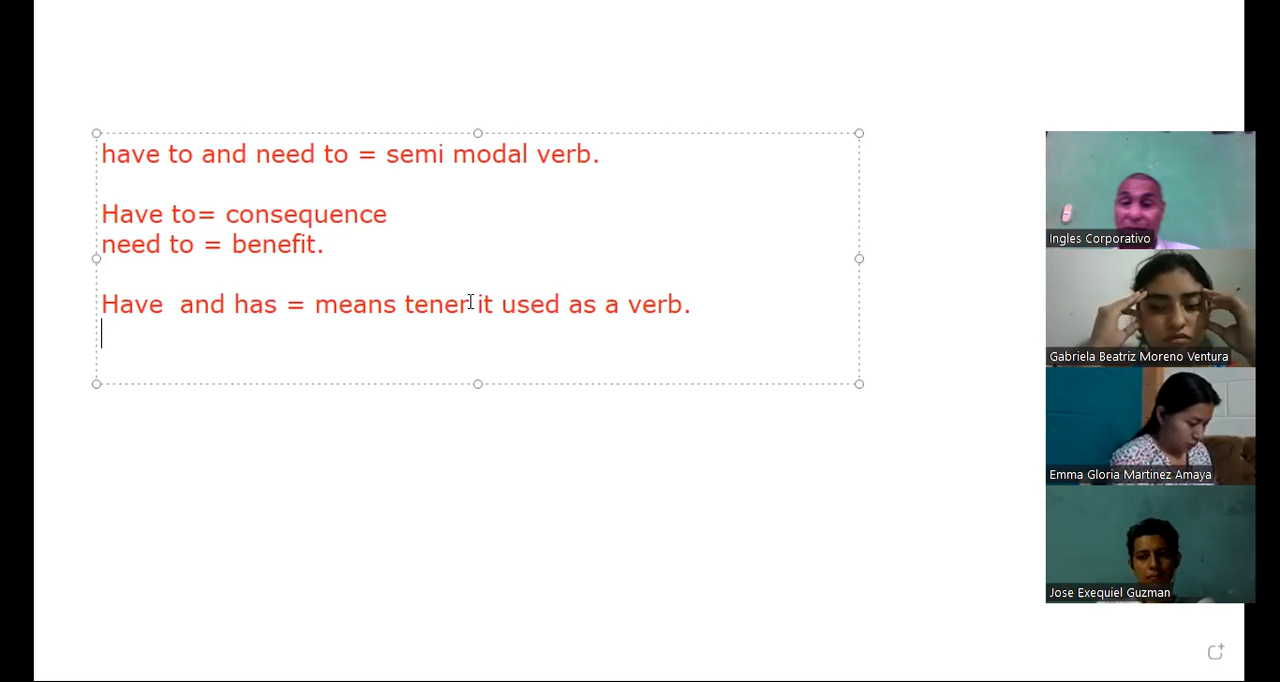 have to and need to = semi modal verb.
Have to= consequence
need to = benefit.
Have  and has = means tener it used as a verb.
Ingles Corporativo
Gabriela Beatriz Moreno Ventura
Emma Gloria Martinez Amaya
Jose Exequiel Guzman